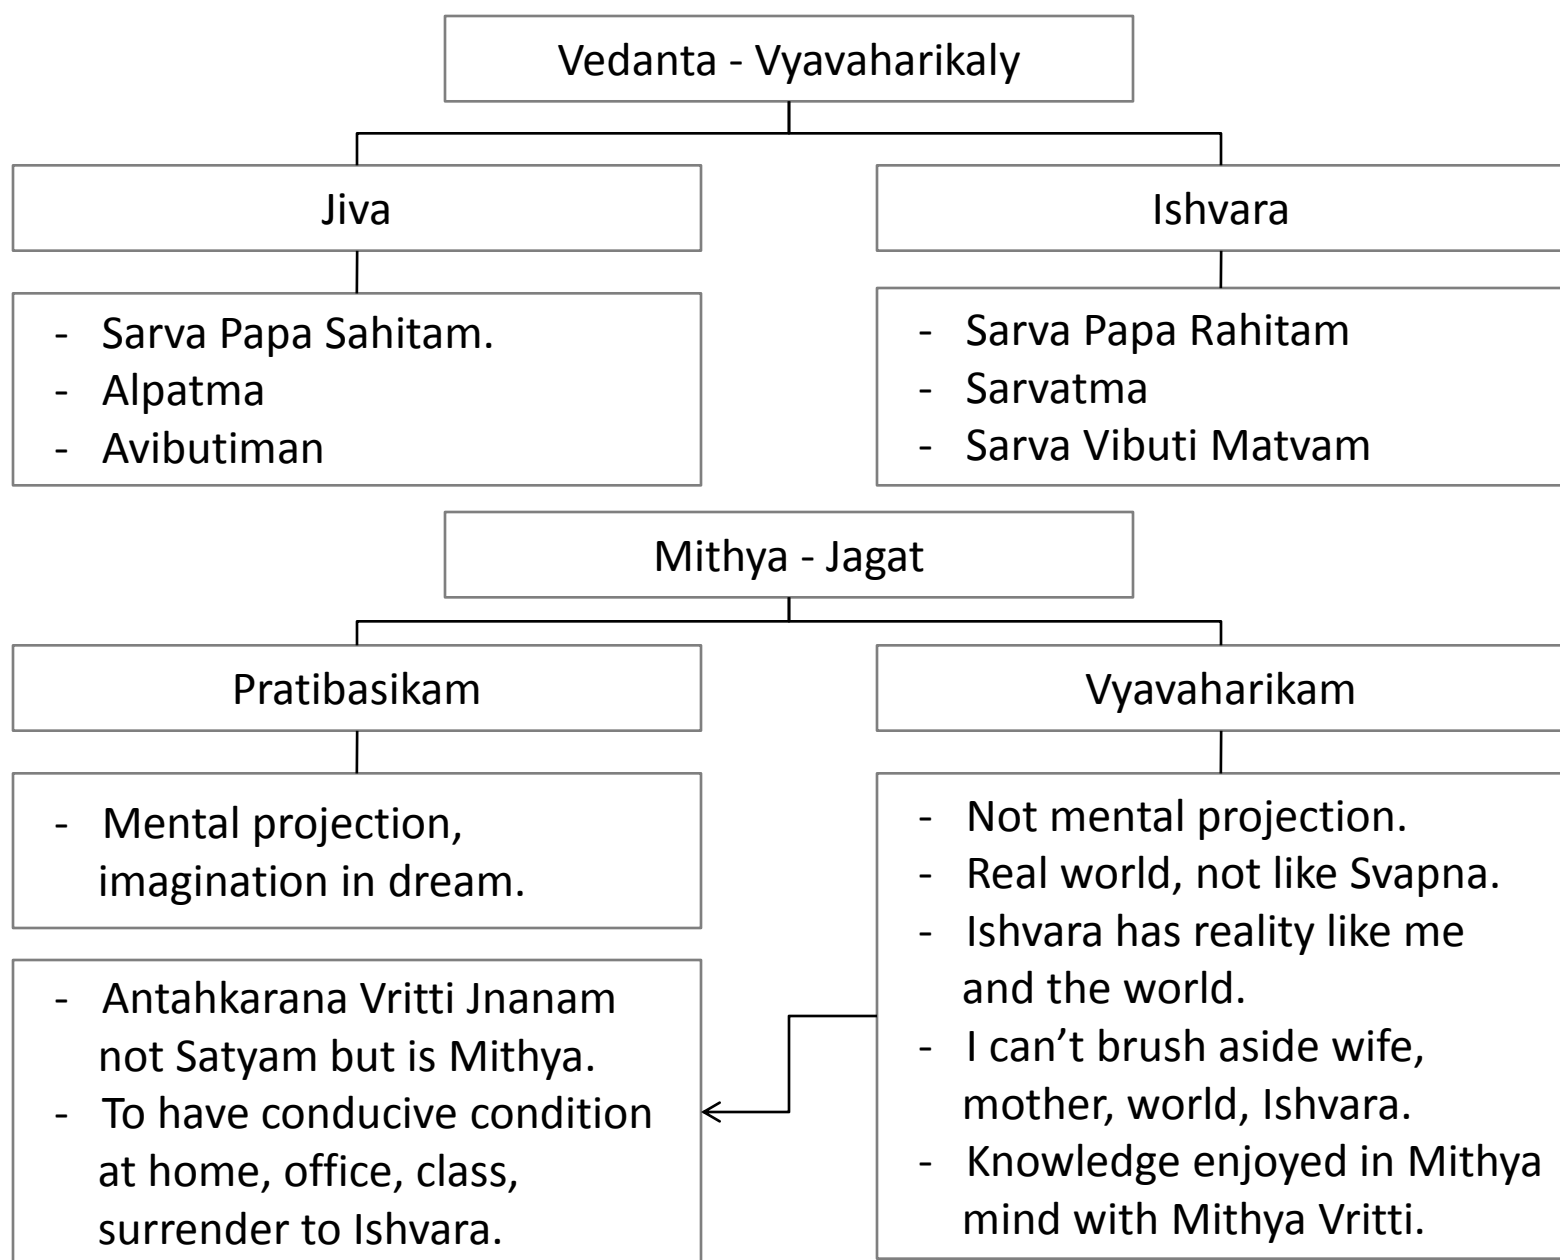 Vedanta - Vyavaharikaly
Jiva
Ishvara
- Sarva Papa Sahitam.
- Alpatma
- Avibutiman
- Sarva Papa Rahitam
- Sarvatma
- Sarva Vibuti Matvam
Mithya - Jagat
Pratibasikam
Vyavaharikam
- Mental projection,
imagination in dream.
- Antahkarana Vritti Jnanam
not Satyam but is Mithya.
- To have conducive condition
at home, office, class,
surrender to Ishvara.
- Not mental projection.
- Real world, not like Svapna.
- Ishvara has reality like me
and the world.
- I can’t brush aside wife,
mother, world, Ishvara.
- Knowledge enjoyed in Mithya
mind with Mithya Vritti.